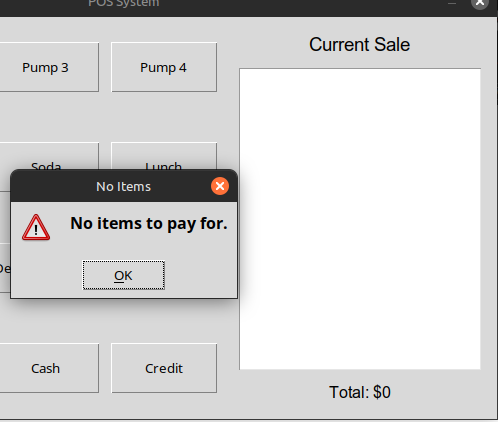 POS System
Current Sale
Pump 3
Pump 4
Soda
Lunch
No Items
No items to pay for.
De
OK
Cash
Credit
Total: $0